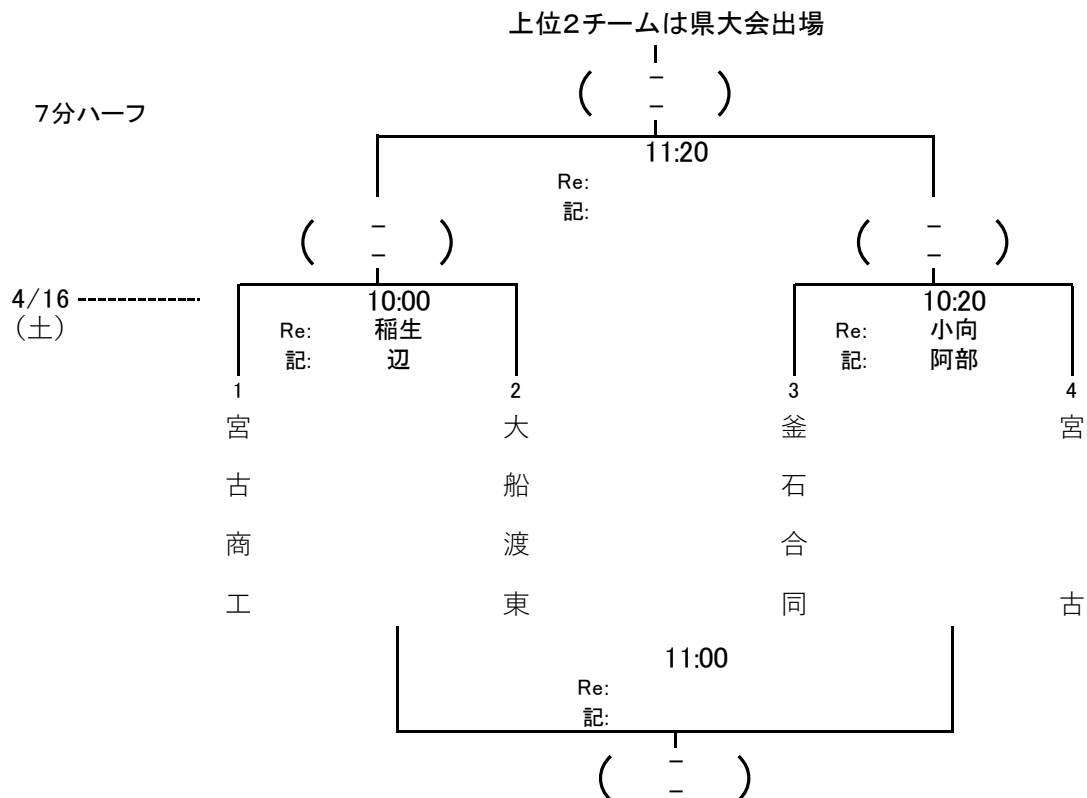 上位2チームは県大会出場
( - - )
7分ハーフ
11:20
Re:
記:
( - - )
( - - )
4/16
(土)
10:00
Re: 稲生
記: 辺
10:20
Re: 小向
記: 阿部
1
宮古商工
2
大船渡東
3
釜石合同
4
宮古
11:00
Re:
記:
( - - )